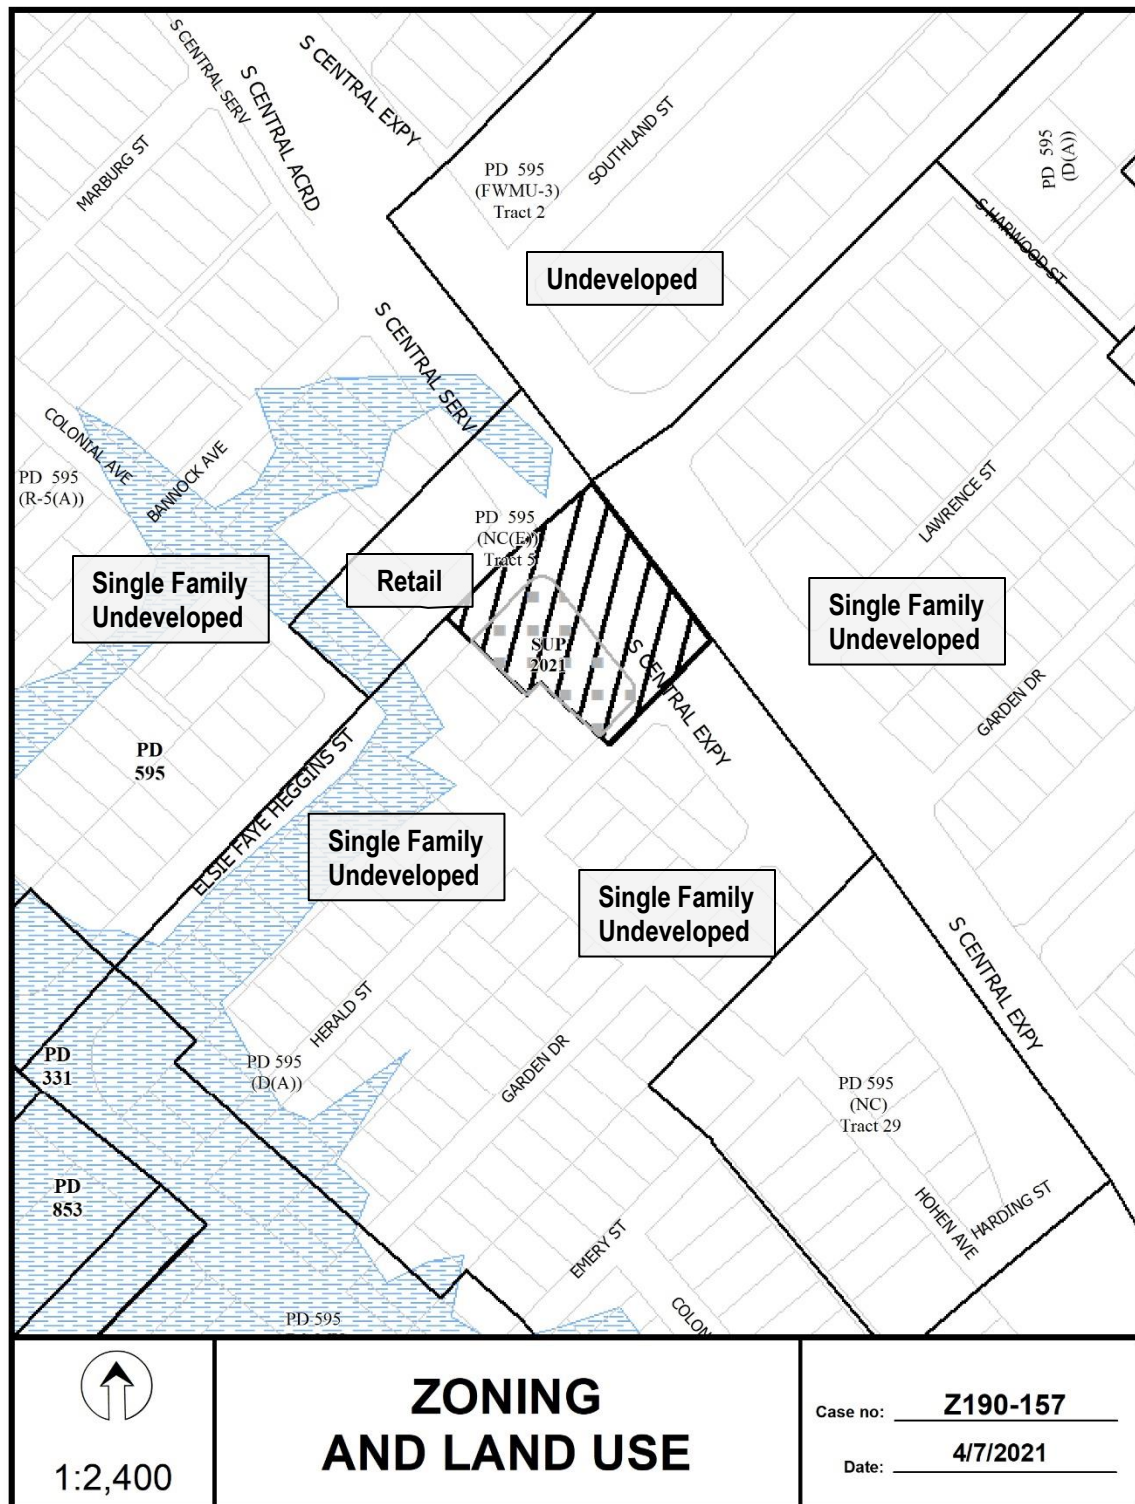 S CENTRAL SERV
S CENTRAL EXPY
S CENTRAL ACRD
MARBURG ST
SOUTHLAND ST
PD 595
(FWMU-3)
Tract 2
PD 595
(D(A))
S HARWOOD ST
Undeveloped
S CENTRAL SERV
COLONIAL AVE
BANNOCK AVE
PD 595
(R-5(A))
LAWRENCE ST
PD 595
(NC(E))
Tract 5
Single Family
Undeveloped
Retail
Single Family
Undeveloped
SUP
2021
S CENTRAL EXPY
GARDEN DR
PD
595
ELSIE FAYE HEGGINS ST
Single Family
Undeveloped
Single Family
Undeveloped
S CENTRAL EXPY
HERALD ST
GARDEN DR
PD
331
PD 595
(D(A))
PD 595
(NC)
Tract 29
PD
853
HOHEN AVE
HARDING ST
EMERY ST
PD 595
1:2,400
ZONING
AND LAND USE
Case no: Z190-157
Date: 4/7/2021